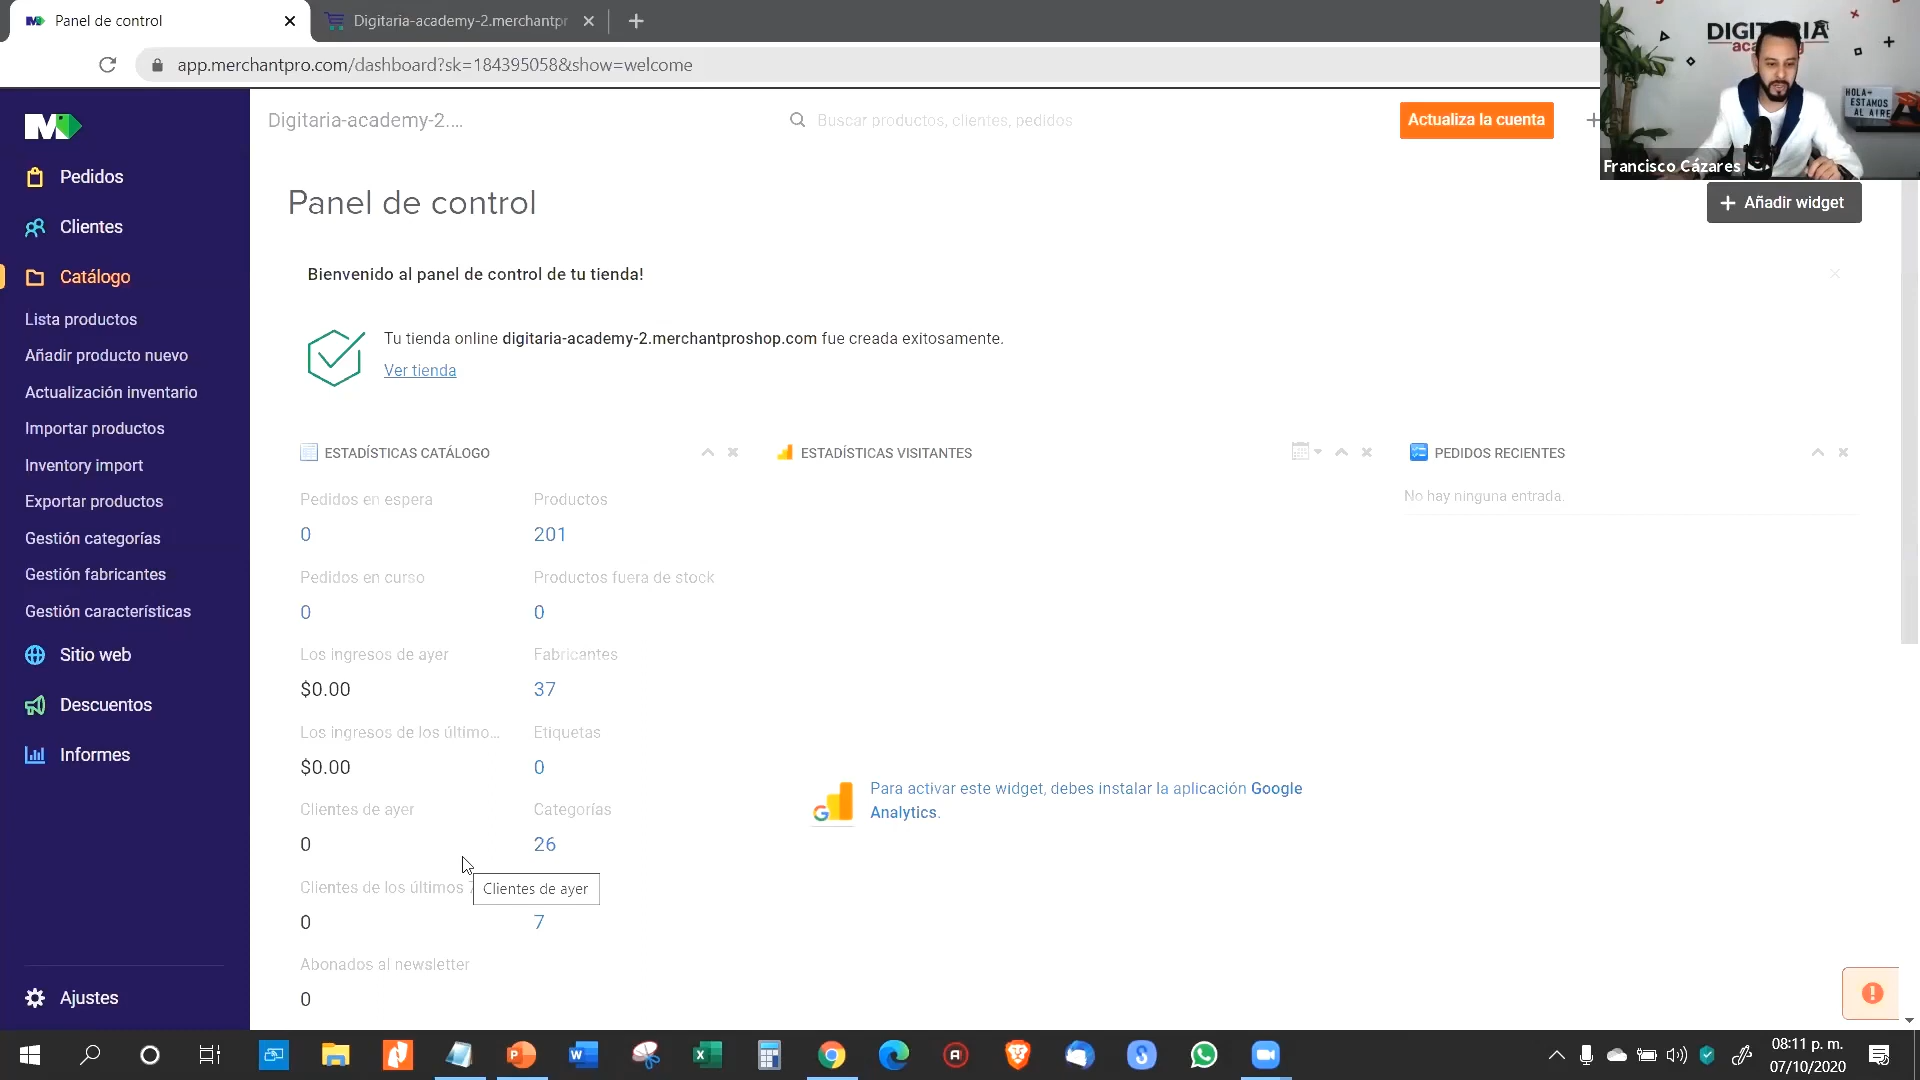 Panel de control
Digitaria-academy-2.merchantpr
app.merchantpro.com/dashboard?sk=184395058&show=welcome
DIGITARIA
academy
HOLA
ESTAMOS
AL AIRE
Francisco Cázares
Digitaria-academy-2....
Buscar productos, clientes, pedidos
Actualiza la cuenta
Pedidos
Clientes
Catálogo
Lista productos
Añadir producto nuevo
Actualización inventario
Importar productos
Inventory import
Exportar productos
Gestión categorías
Gestión fabricantes
Gestión características
Sitio web
Descuentos
Informes
Ajustes
Panel de control
Añadir widget
Bienvenido al panel de control de tu tienda!
Tu tienda online digitaria-academy-2.merchantproshop.com fue creada exitosamente.
Ver tienda
ESTADÍSTICAS CATÁLOGO
Pedidos en espera
0
Productos
201
Pedidos en curso
0
Productos fuera de stock
0
Los ingresos de ayer
$0.00
Fabricantes
37
Los ingresos de los último...
$0.00
Etiquetas
0
Clientes de ayer
0
Categorías
26
Clientes de los últimos 7
Clientes de ayer
0
7
Abonados al newsletter
0
ESTADÍSTICAS VISITANTES
Para activar este widget, debes instalar la aplicación Google
Analytics.
PEDIDOS RECIENTES
No hay ninguna entrada.
08:11 p. m.
07/10/2020